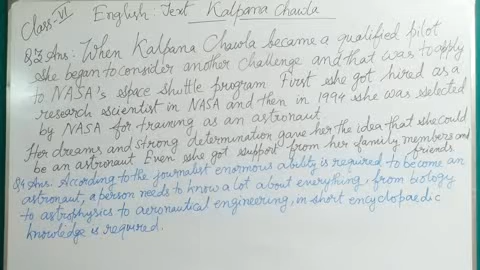 Class-VI English: Text Kalpana Chawla
Q3 Ans: When Kalpana Chawla became a qualified pilot
she began to consider another challenge and that was to apply
to NASA's space shuttle program. First she got hired as a
research scientist in NASA and then in 1994 she was selected
by NASA for training as an astronaut.
Her dreams and strong determination gave her the idea that she could
be an astronaut. Even she got support from her family members and
friends.
Q4 Ans. According to the journalist enormous ability is required to become an
astronaut, a person needs to know a lot about everything, from biology
to astrophysics to aeronautical engineering, in short encyclopaedic
knowledge is required.